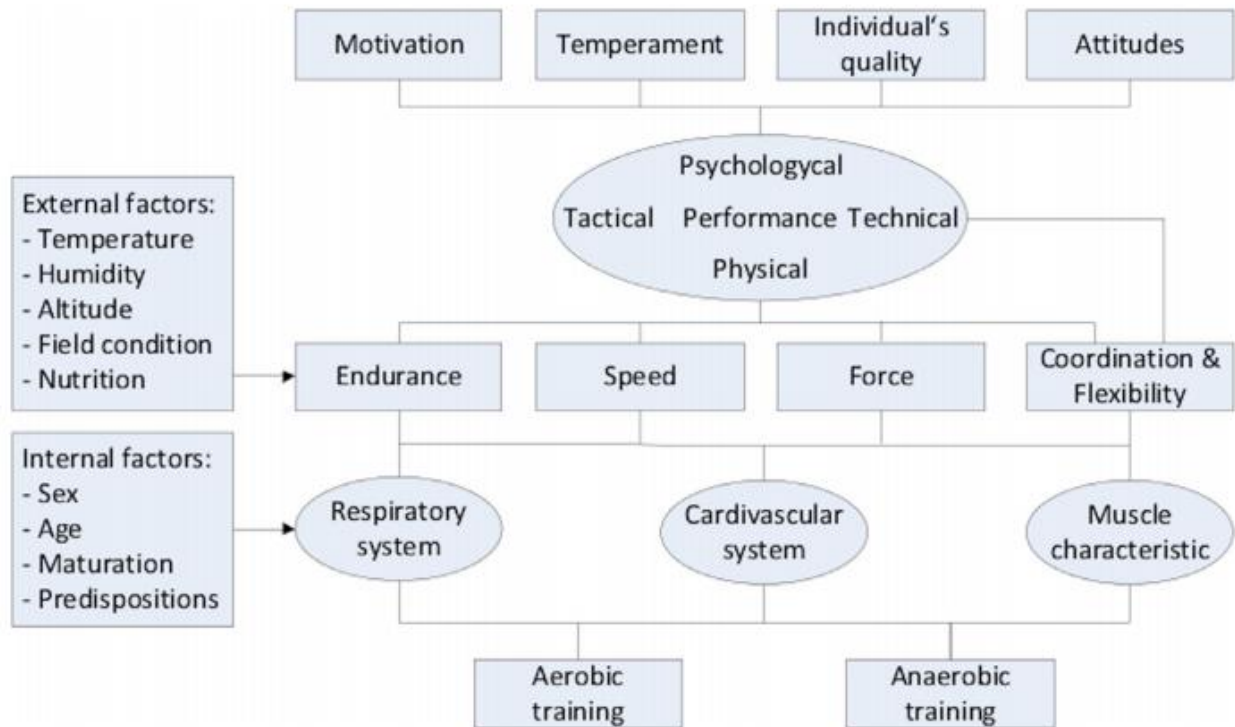 Motivation
Temperament
Individual‘s
quality
Attitudes
Psychologycal
Tactical Performance Technical
Physical
External factors:
- Temperature
- Humidity
- Altitude
- Field condition
- Nutrition
Endurance
Speed
Force
Coordination &
Flexibility
Internal factors:
- Sex
- Age
- Maturation
- Predispositions
Respiratory
system
Cardivascular
system
Muscle
characteristic
Aerobic
training
Anaerobic
training